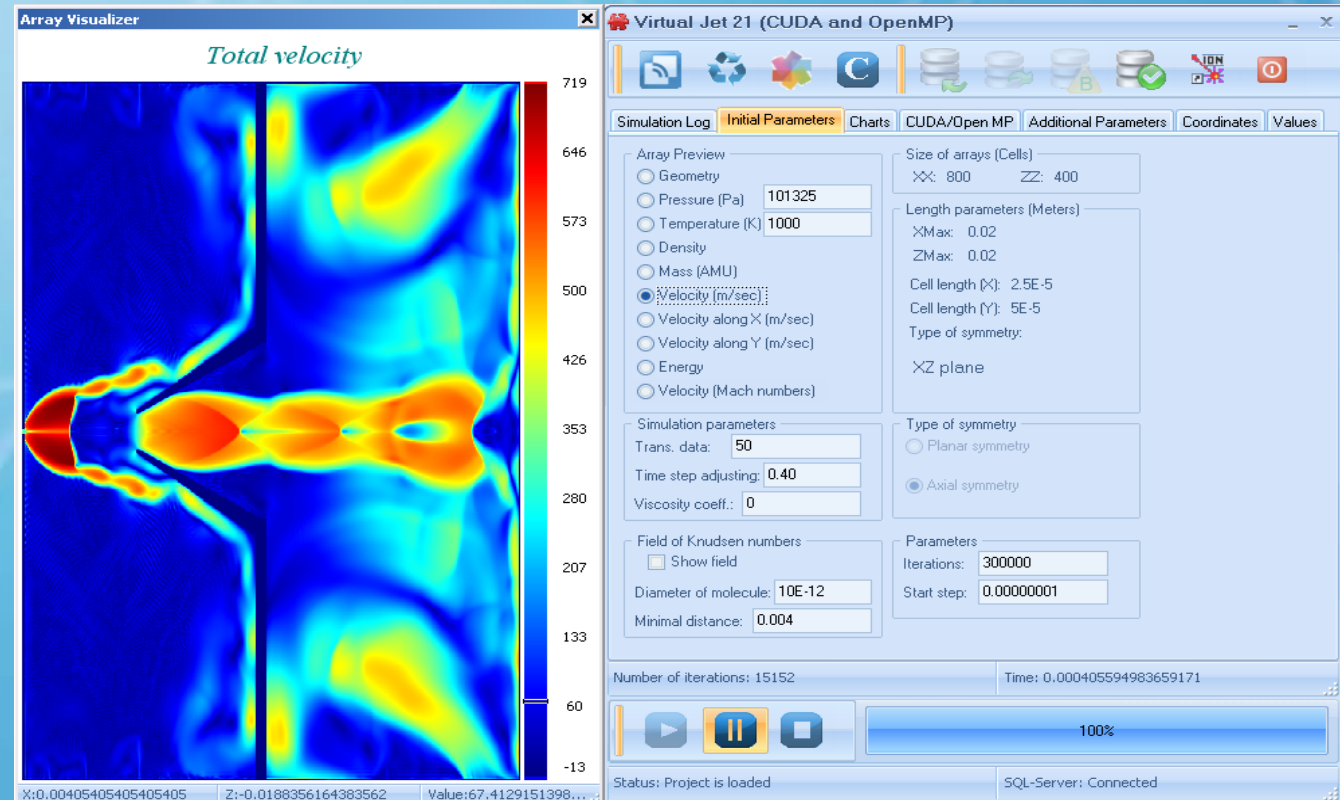 Array Visualizer
Total velocity
719
646
573
500
426
353
280
207
133
60
-13
X:0.00405405405405405 Z:-0.0188356164383562 Value:67.4129151398...
Virtual Jet 21 (CUDA and OpenMP)
C
B
ION
Simulation Log Initial Parameters Charts CUDA/Open MP Additional Parameters Coordinates Values
Array Preview
Geometry
Pressure (Pa) 101325
Temperature (K) 1000
Density
Mass (AMU)
Velocity (m/sec)
Velocity along X (m/sec)
Velocity along Y (m/sec)
Energy
Velocity (Mach numbers)
Size of arrays (Cells)
XX: 800 ZZ: 400
Length parameters (Meters)
XMax: 0.02
ZMax: 0.02
Cell length (X): 2.5E-5
Cell length (Y): 5E-5
Type of symmetry:
XZ plane
Simulation parameters
Trans. data: 50
Time step adjusting: 0.40
Viscosity coeff.: 0
Type of symmetry
Planar symmetry
Axial symmetry
Field of Knudsen numbers
Show field
Diameter of molecule: 10E-12
Minimal distance: 0.004
Parameters
Iterations: 300000
Start step: 0.00000001
Number of iterations: 15152 Time: 0.000405594983659171
100%
Status: Project is loaded SQL-Server: Connected